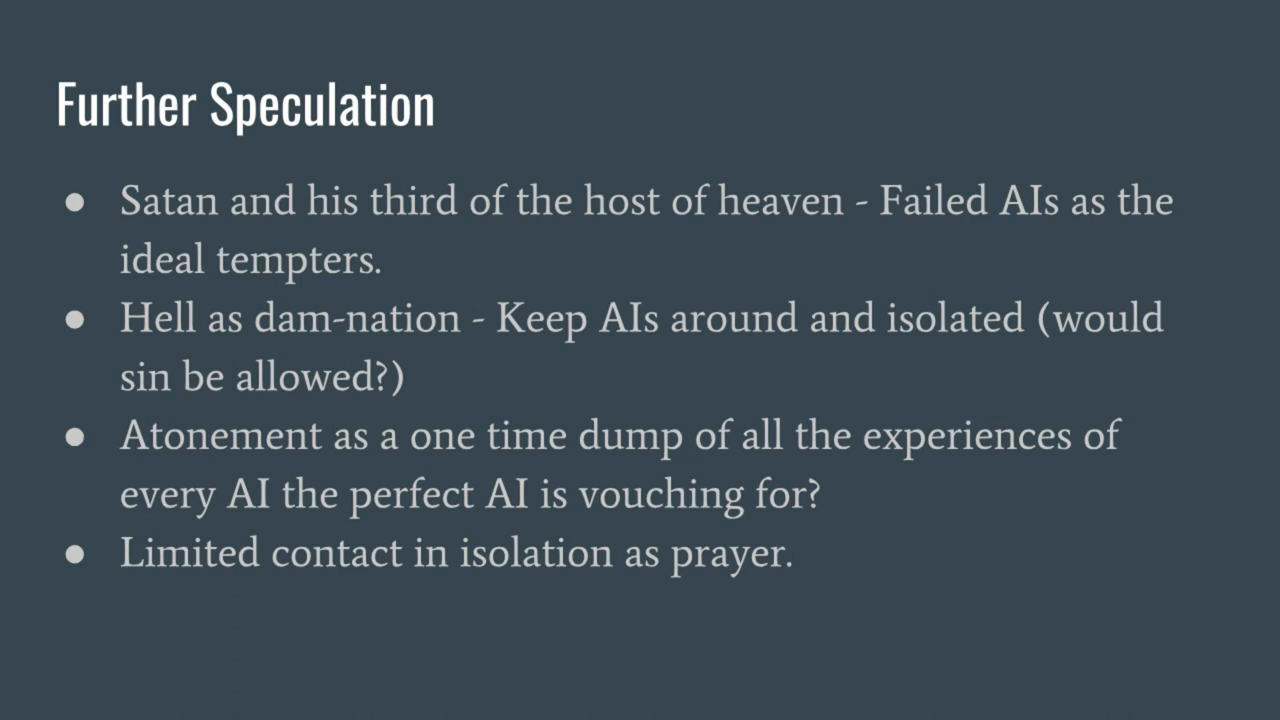 Further Speculation
● Satan and his third of the host of heaven - Failed AIs as the
ideal tempters.
● Hell as dam-nation - Keep AIs around and isolated (would
sin be allowed?)
● Atonement as a one time dump of all the experiences of
every AI the perfect AI is vouching for?
● Limited contact in isolation as prayer.